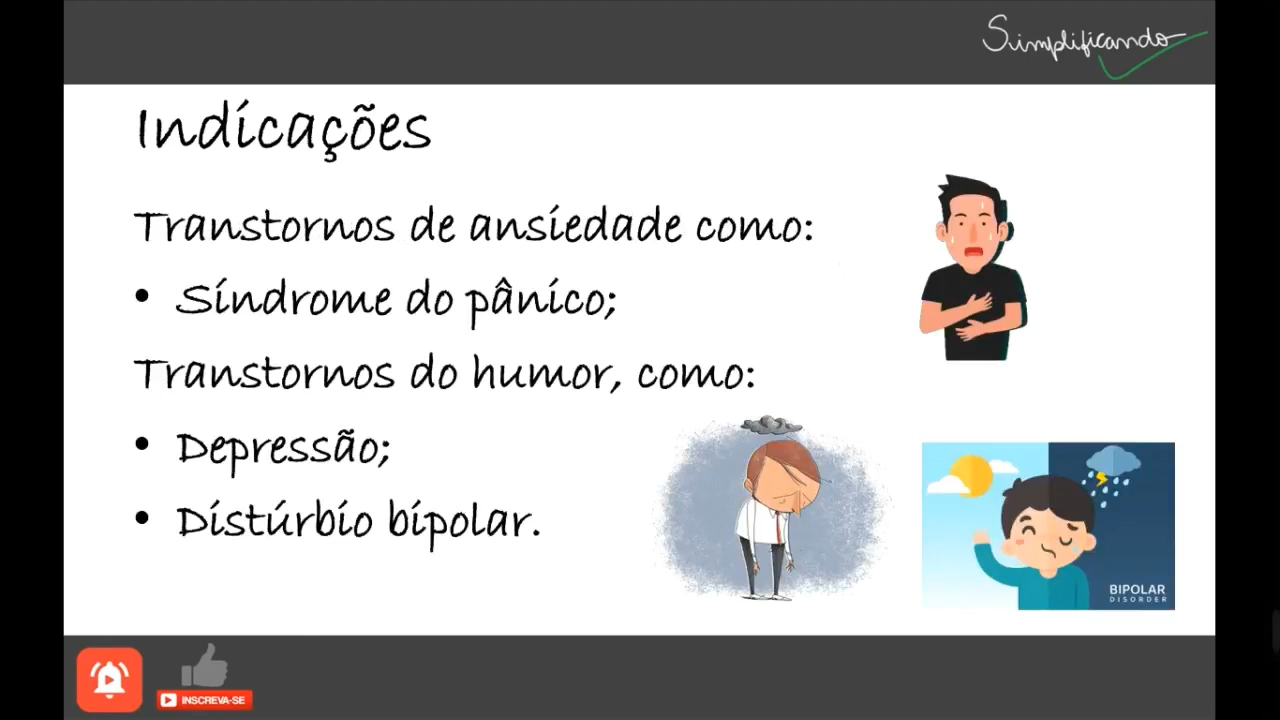 Simplificando
Indicações
Transtornos de ansiedade como:
• Síndrome do pânico;
Transtornos do humor, como:
• Depressão;
• Distúrbio bipolar.
BIPOLAR
DISORDER
INSCREVA-SE